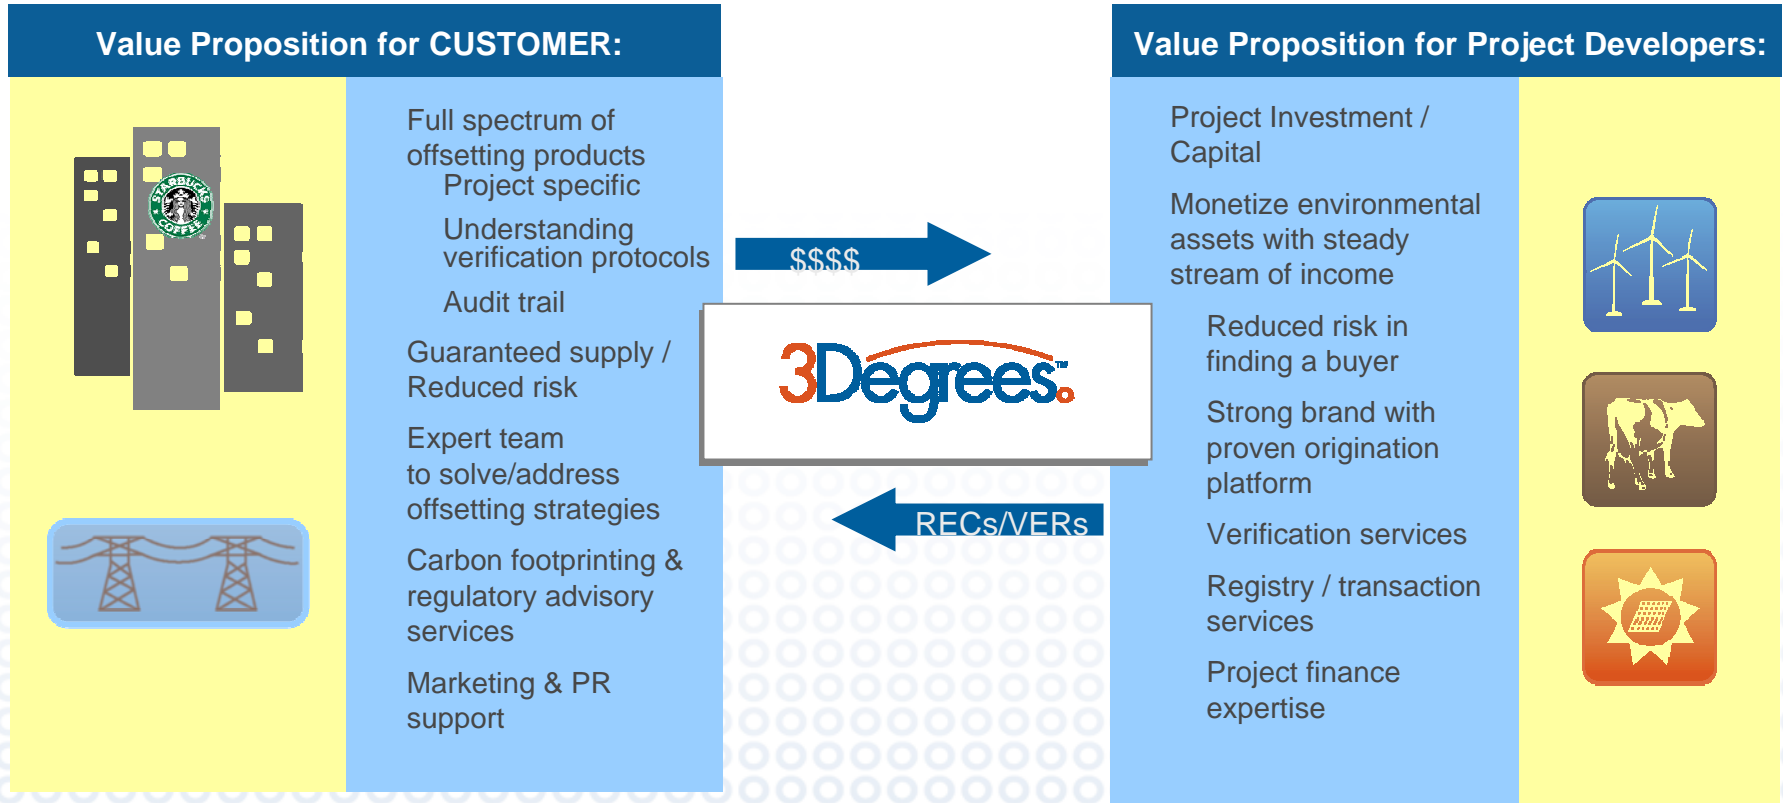 Value Proposition for CUSTOMER:
STARBUCKS
COFFEE
Full spectrum of
offsetting products
Project specific
Understanding
verification protocols
Audit trail
Guaranteed supply /
Reduced risk
Expert team
to solve/address
offsetting strategies
Carbon footprinting &
regulatory advisory
services
Marketing & PR
support
$$$$
3Degrees™
RECs/VERs
Value Proposition for Project Developers:
Project Investment /
Capital
Monetize environmental
assets with steady
stream of income
Reduced risk in
finding a buyer
Strong brand with
proven origination
platform
Verification services
Registry / transaction
services
Project finance
expertise